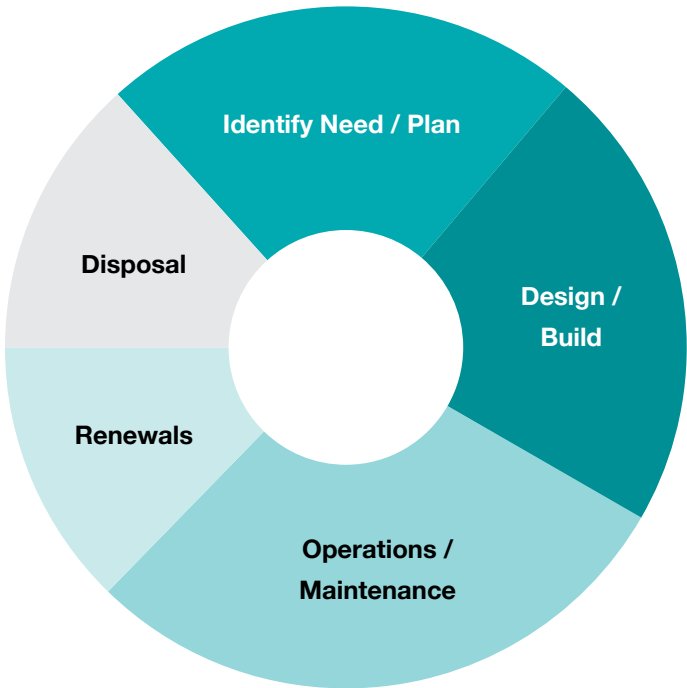 Identify Need / Plan
Design /
Build
Operations /
Maintenance
Renewals
Disposal